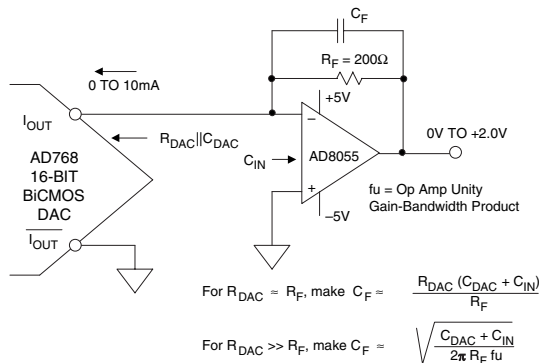 C_F
R_F = 200Ω
0 TO 10mA
+5V
I_OUT
−
R_DAC||C_DAC
0V TO +2.0V
C_IN
AD8055
AD768
16-BIT
BiCMOS
DAC
+
fu = Op Amp Unity
Gain-Bandwidth Product
−5V
I̅_OUT
For R_DAC ≈ R_F, make C_F ≈ R_DAC (C_DAC + C_IN) / R_F
For R_DAC >> R_F, make C_F ≈ √((C_DAC + C_IN) / (2π R_F fu))